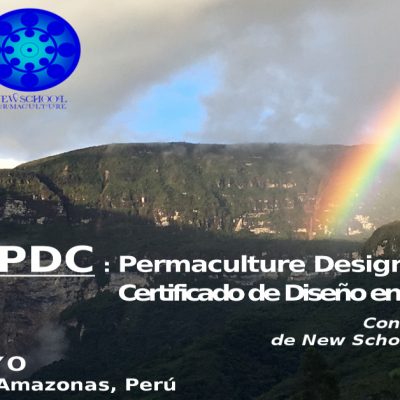 NEW SCHOOL
PERMACULTURE
PDC : Permaculture Design
Certificado de Diseño en
Con
de New Scho
YO
Amazonas, Perú